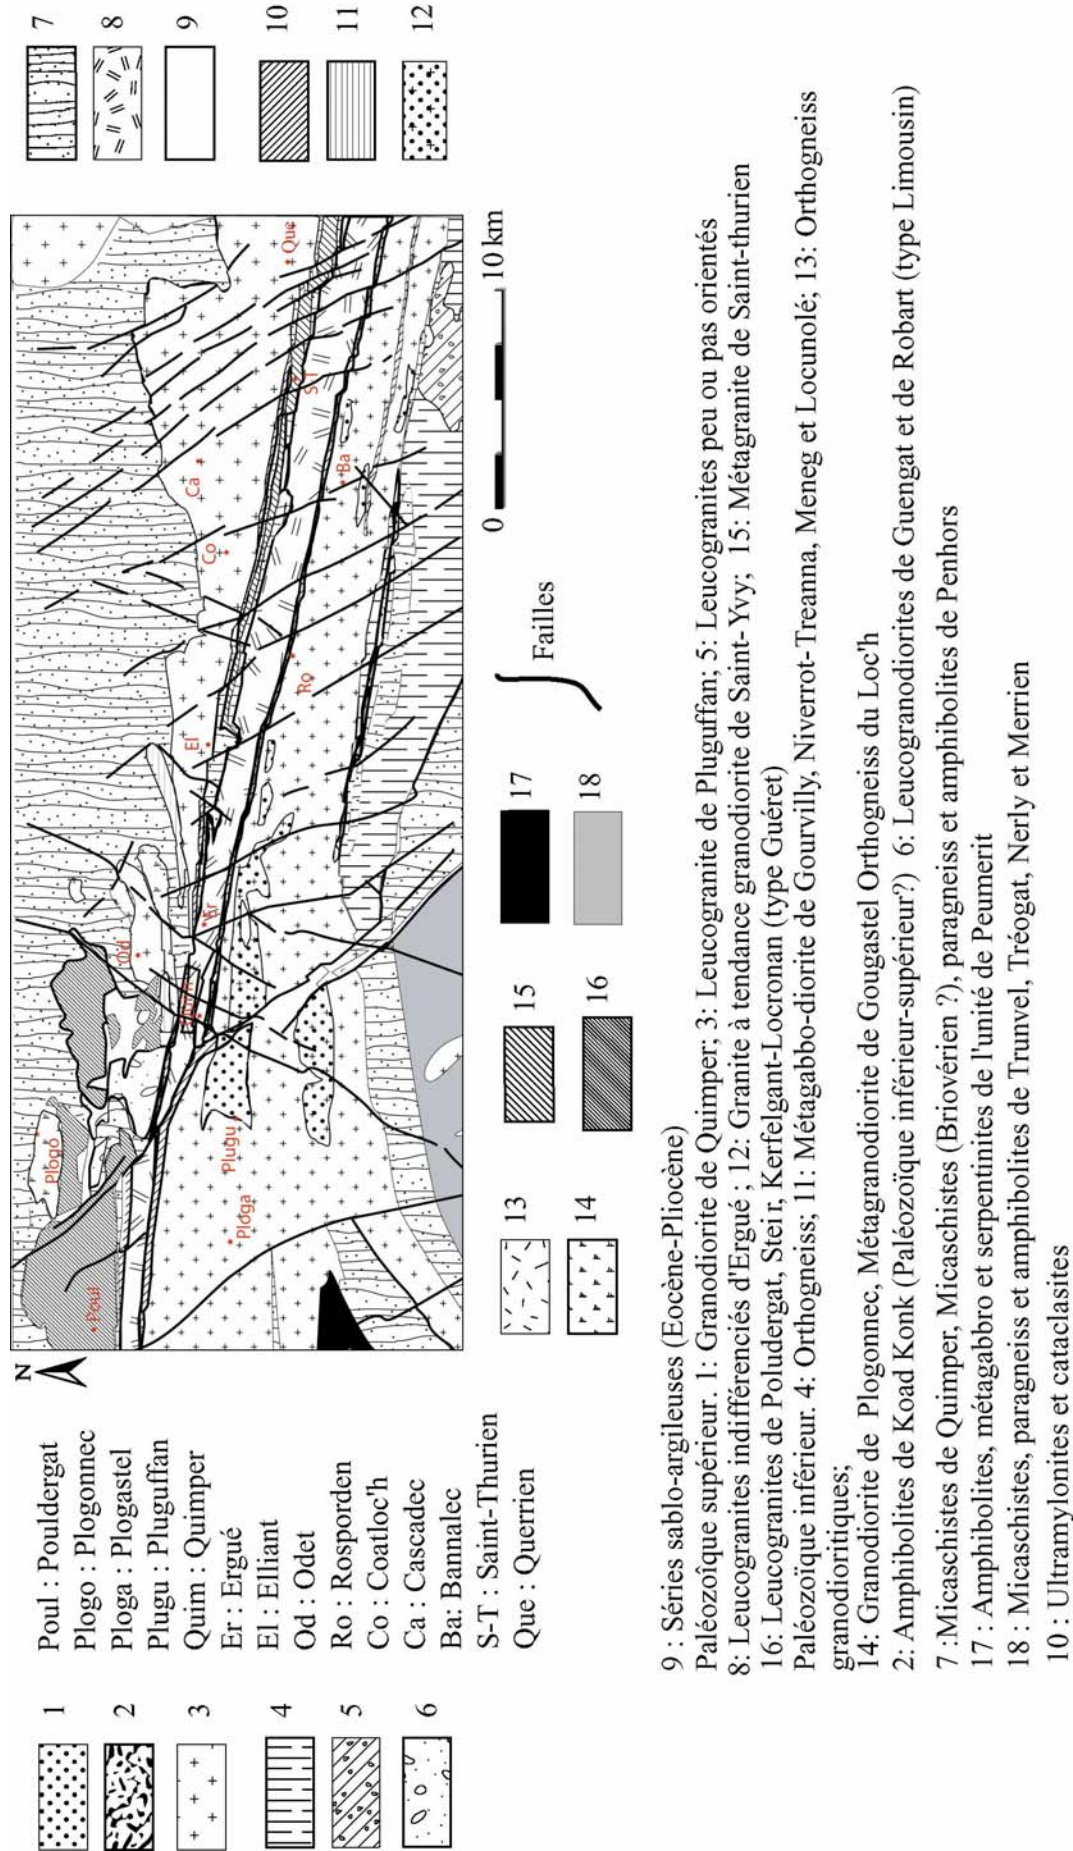 Poul : Pouldergat
Plogo : Plogonnec
Ploga : Plogastel
Plugu : Pluguffan
Quim : Quimper
Er : Ergué
El : Elliant
Od : Odet
Ro : Rosporden
Co : Coatloc'h
Ca : Cascadec
Ba: Bannalec
S-T : Saint-Thurien
Que : Querrien
1
2
3
4
5
6
N
Poul
Plogo
Ploga
Plugu
Quim
Od
Er
El
Ro
Co
Ca
Ba
S-T
Que
7
8
9
10
11
12
13
14
15
16
17
18
Failles
0 10 km
9 : Séries sablo-argileuses (Eocène-Pliocène)
Paléozoîque supérieur. 1: Granodiorite de Quimper; 3: Leucogranite de Pluguffan; 5: Leucogranites peu ou pas orientés
8: Leucogranites indifférenciés d'Ergué ; 12: Granite à tendance granodiorite de Saint-Yvy; 15: Métagranite de Saint-thurien
16: Leucogranites de Poludergat, Steir, Kerfelgant-Locronan (type Guéret)
Paléozoïque inférieur. 4: Orthogneiss; 11: Métagabbo-diorite de Gourvilly, Niverrot-Treanna, Meneg et Locunolé; 13: Orthogneiss
granodioritiques;
14: Granodiorite de Plogonnec, Métagranodiorite de Gougastel Orthogneiss du Loc'h
2: Amphibolites de Koad Konk (Paléozoïque inférieur-supérieur?) 6: Leucogranodiorites de Guengat et de Robart (type Limousin)
7 :Micaschistes de Quimper, Micaschistes (Briovérien ?), paragneiss et amphibolites de Penhors
17 : Amphibolites, métagabbro et serpentinites de l'unité de Peumerit
18 : Micaschistes, paragneiss et amphibolites de Trunvel, Tréogat, Nerly et Merrien
10 : Ultramylonites et cataclasites